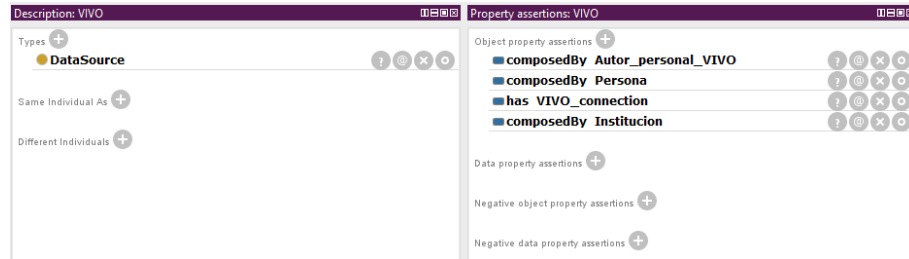 Description: VIVO
Types
DataSource
Same Individual As
Different Individuals
Property assertions: VIVO
Object property assertions
composedBy Autor_personal_VIVO
composedBy Persona
has VIVO_connection
composedBy Institucion
Data property assertions
Negative object property assertions
Negative data property assertions